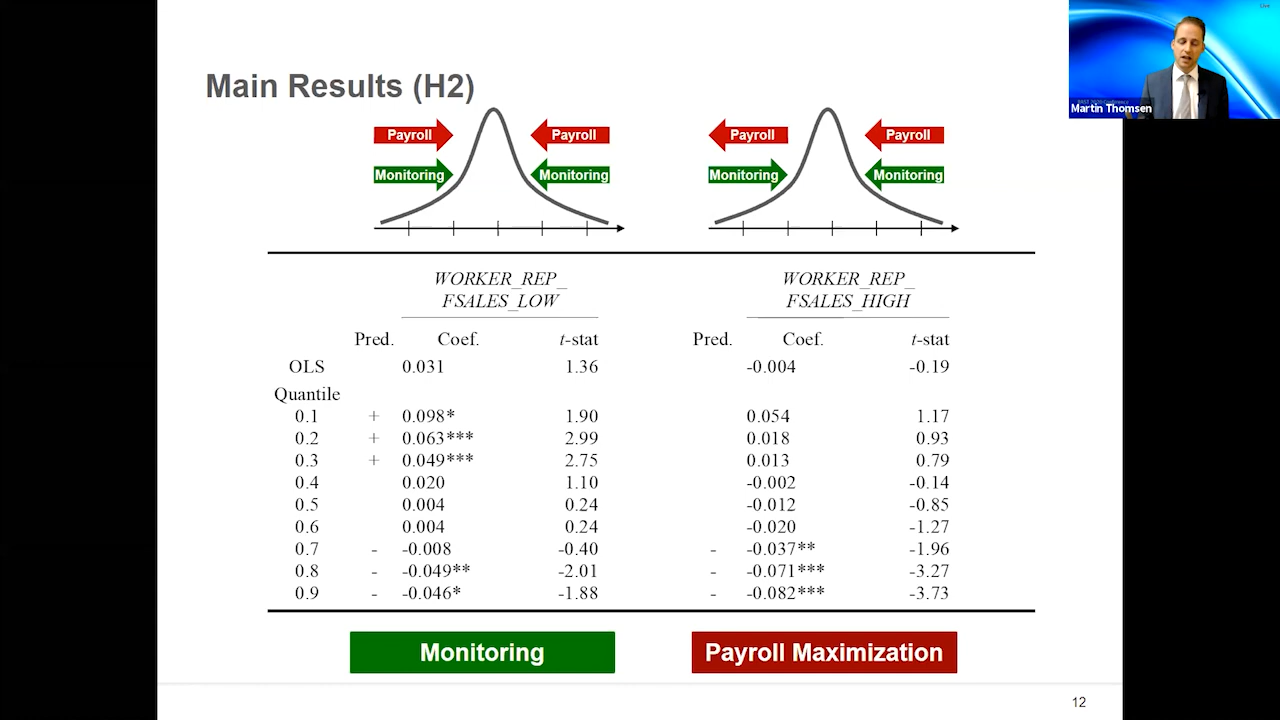 Live
Martin Thomsen
Main Results (H2)
Payroll Payroll Payroll Payroll
Monitoring Monitoring Monitoring Monitoring
WORKER_REP_ WORKER_REP_
FSALES_LOW FSALES_HIGH
Pred. Coef. t-stat Pred. Coef. t-stat
OLS 0.031 1.36 -0.004 -0.19
Quantile
0.1 + 0.098* 1.90 0.054 1.17
0.2 + 0.063*** 2.99 0.018 0.93
0.3 + 0.049*** 2.75 0.013 0.79
0.4 0.020 1.10 -0.002 -0.14
0.5 0.004 0.24 -0.012 -0.85
0.6 0.004 0.24 -0.020 -1.27
0.7 - -0.008 -0.40 - -0.037** -1.96
0.8 - -0.049** -2.01 - -0.071*** -3.27
0.9 - -0.046* -1.88 - -0.082*** -3.73
Monitoring Payroll Maximization
12